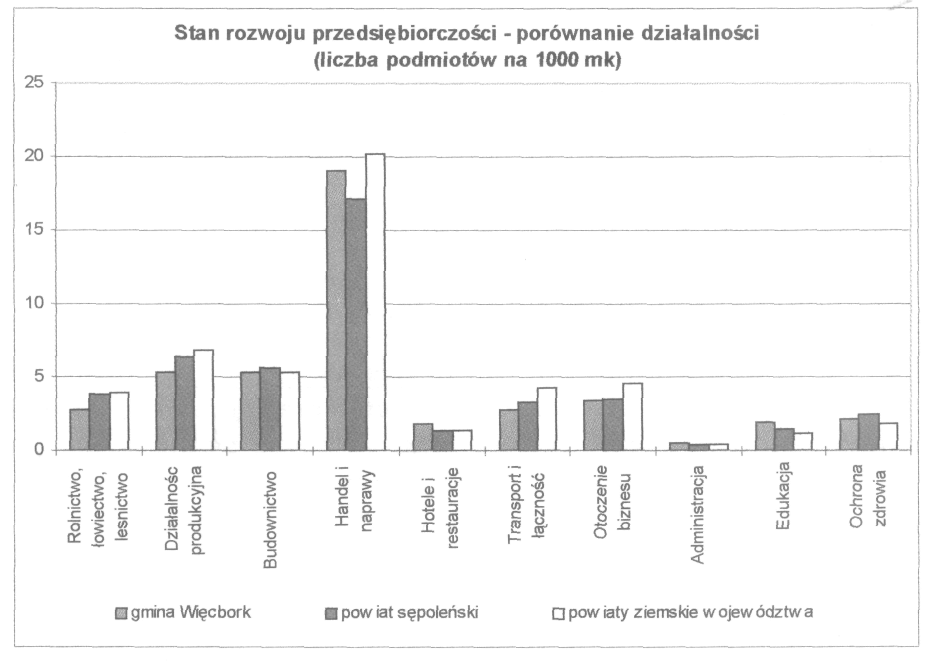 Stan rozwoju przedsiębiorczości - porównanie działalności
(liczba podmiotów na 1000 mk)
25
20
15
10
5
0
Rolnictwo,
łowiectwo,
lesnictwo
Działalnośc
produkcyjna
Budownictwo
Handel i
naprawy
Hotele i
restauracje
Transport i
łączność
Otoczenie
biznesu
Administracja
Edukacja
Ochrona
zdrowia
gmina Więcbork
pow iat sępoleński
pow iaty ziemskie w ojew ództw a